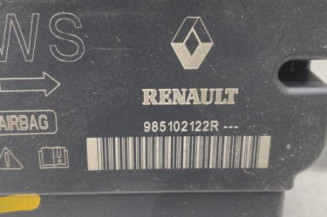 WS
RENAULT
985102122R ---
AIRBAG